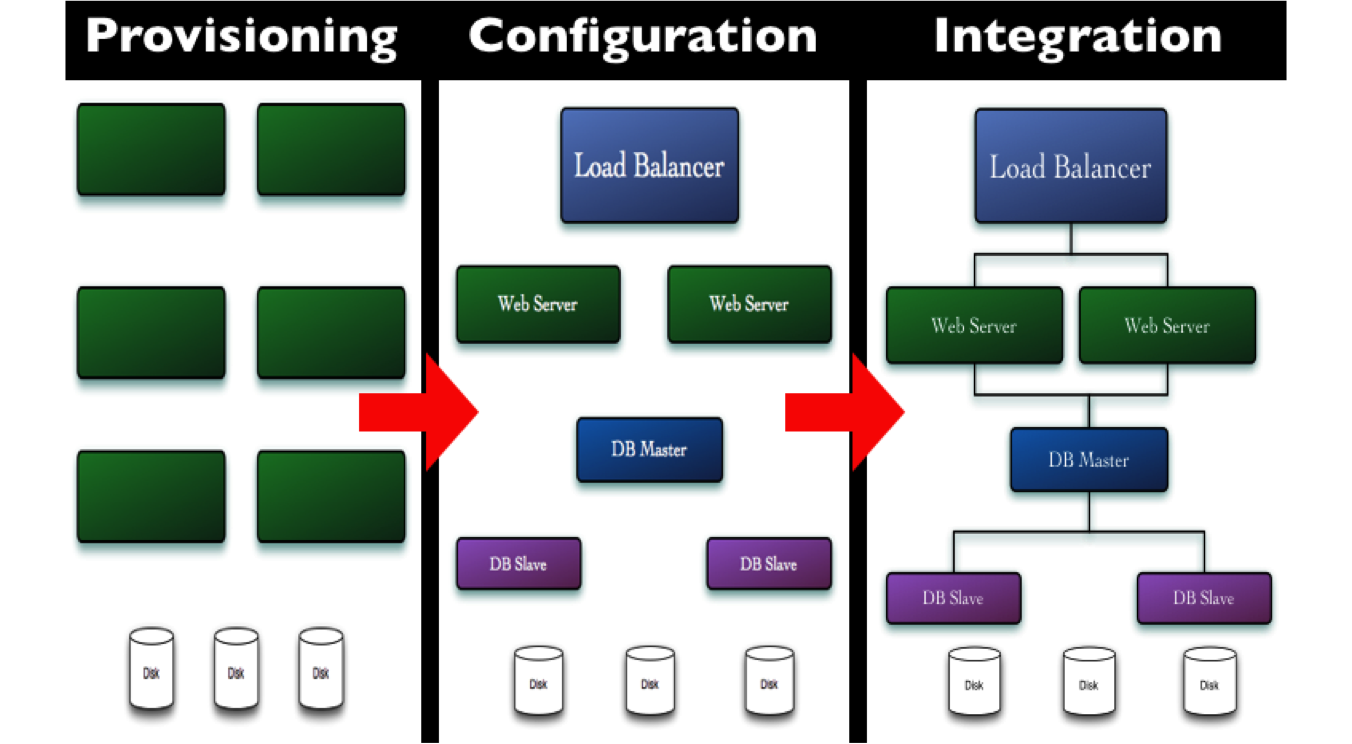 Provisioning
Configuration
Integration
Disk
Disk
Disk
Load Balancer
Web Server
Web Server
DB Master
DB Slave
DB Slave
Disk
Disk
Disk
Load Balancer
Web Server
Web Server
DB Master
DB Slave
DB Slave
Disk
Disk
Disk